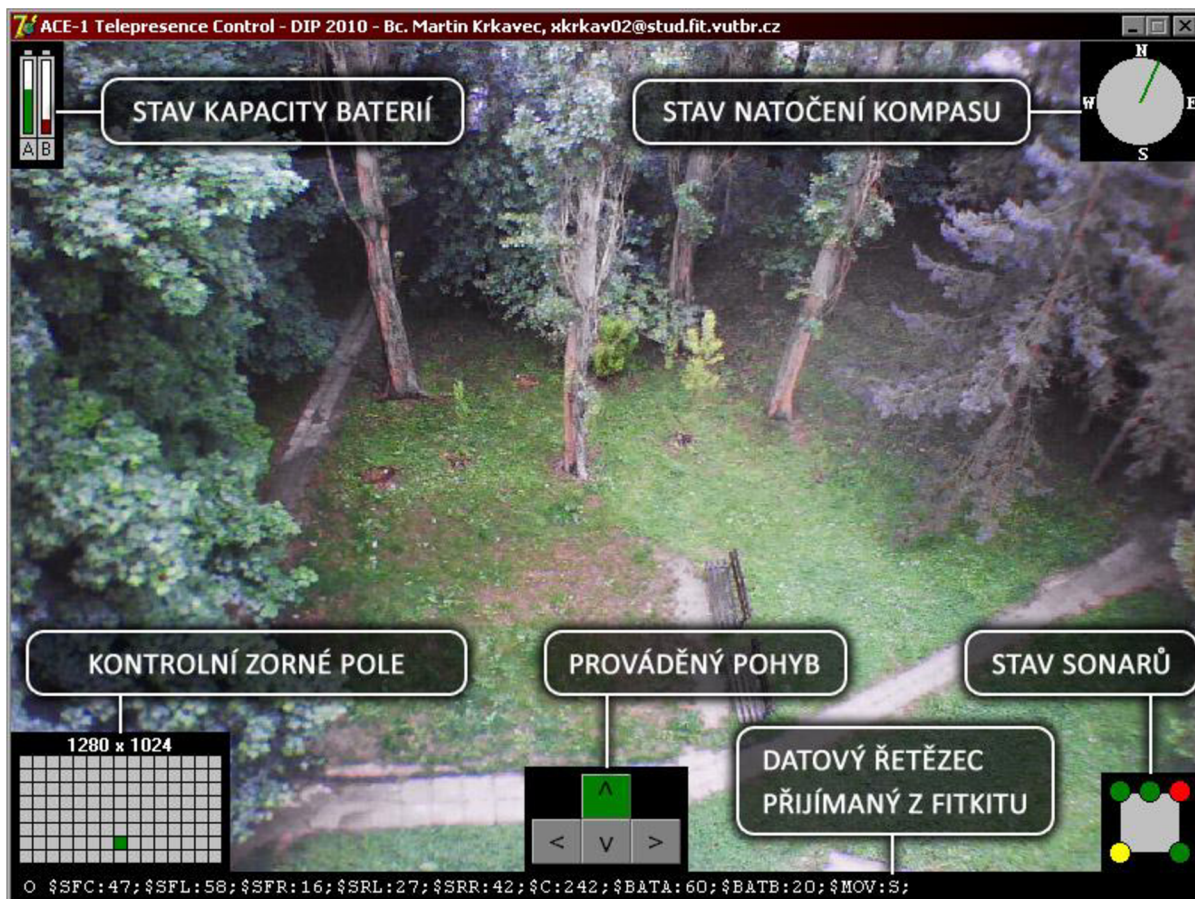 ACE-1 Telepresence Control - DIP 2010 - Bc. Martin Krkavec, xkrkav02@stud.fit.vutbr.cz
STAV KAPACITY BATERIÍ
A B
STAV NATOČENÍ KOMPASU
N
W E
S
KONTROLNÍ ZORNÉ POLE
PROVÁDĚNÝ POHYB
STAV SONARŮ
1280 x 1024
DATOVÝ ŘETĚZEC
PŘIJÍMANÝ Z FITKITU
^
< v >
O $SFC:47;$SFL:58;$SFR:16;$SRL:27;$SRR:42;$C:242;$BATA:60;$BATB:20;$MOV:S;